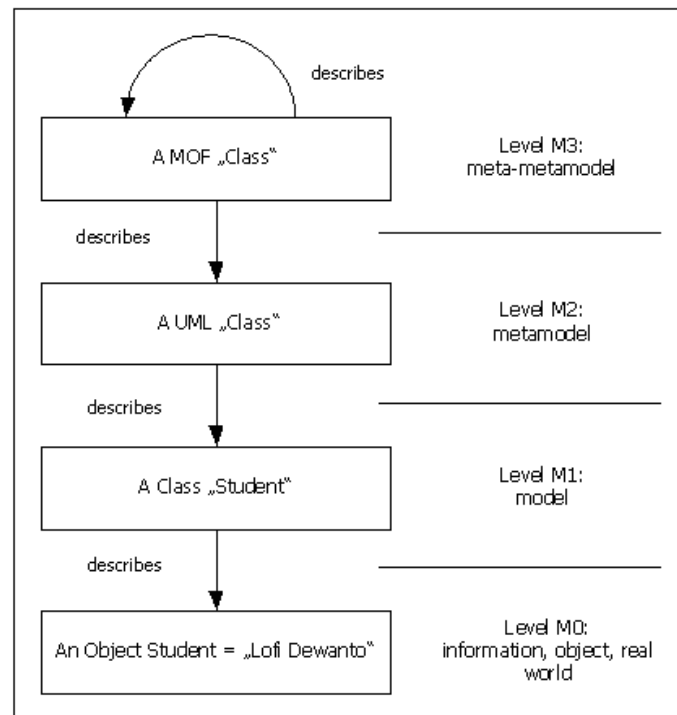 describes
A MOF „Class“
Level M3:
meta-metamodel
describes
A UML „Class“
Level M2:
metamodel
describes
A Class „Student“
Level M1:
model
describes
An Object Student = „Lofi Dewanto“
Level M0:
information, object, real
world